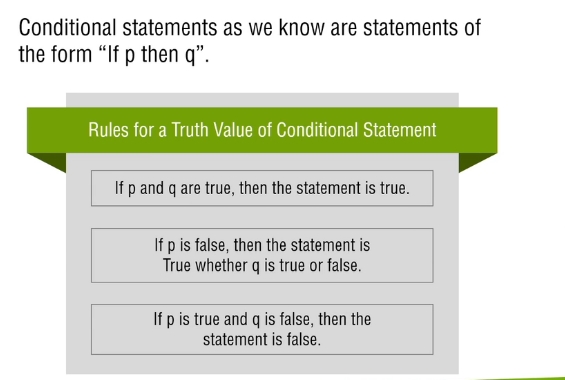 Conditional statements as we know are statements of
the form “If p then q”.
Rules for a Truth Value of Conditional Statement
If p and q are true, then the statement is true.
If p is false, then the statement is
True whether q is true or false.
If p is true and q is false, then the
statement is false.